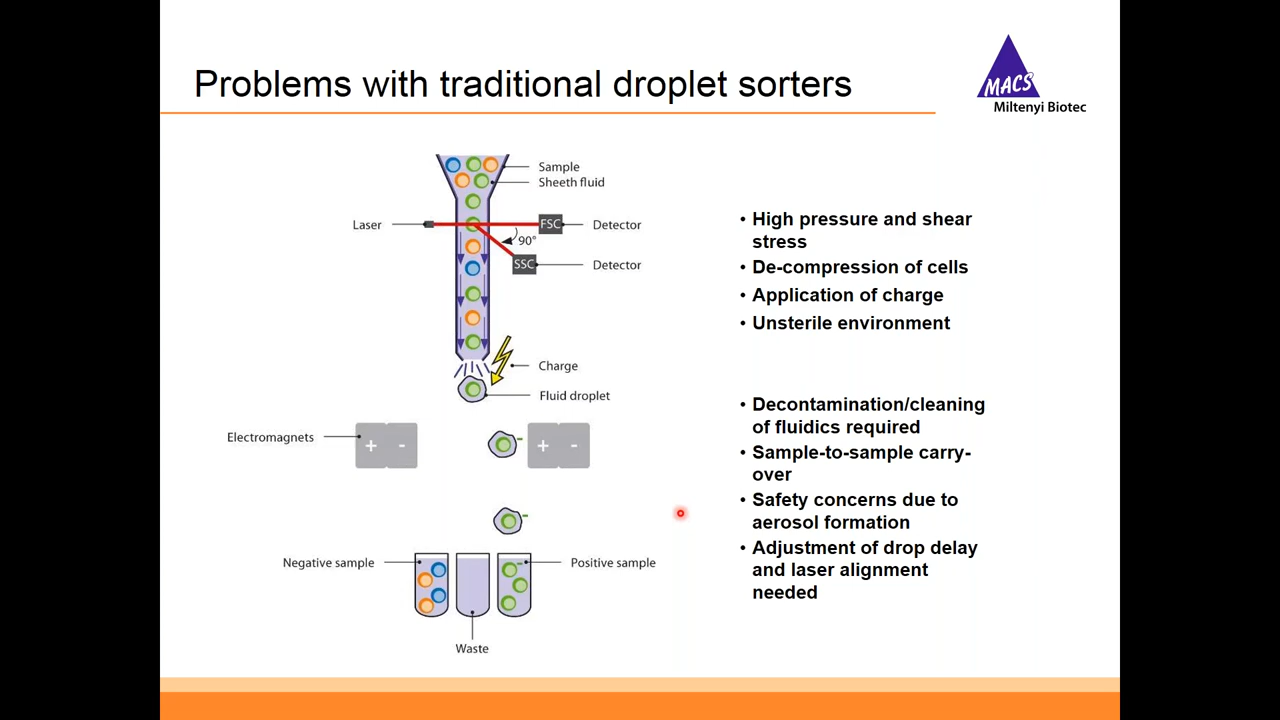 Problems with traditional droplet sorters
MACS
Miltenyi Biotec
Sample
Sheeth fluid
Laser
FSC
Detector
90°
SSC
Detector
Charge
Fluid droplet
Electromagnets
+ -
+ -
-
-
Negative sample
Positive sample
-
Waste
• High pressure and shear
stress
• De-compression of cells
• Application of charge
• Unsterile environment
• Decontamination/cleaning
of fluidics required
• Sample-to-sample carry-
over
• Safety concerns due to
aerosol formation
• Adjustment of drop delay
and laser alignment
needed